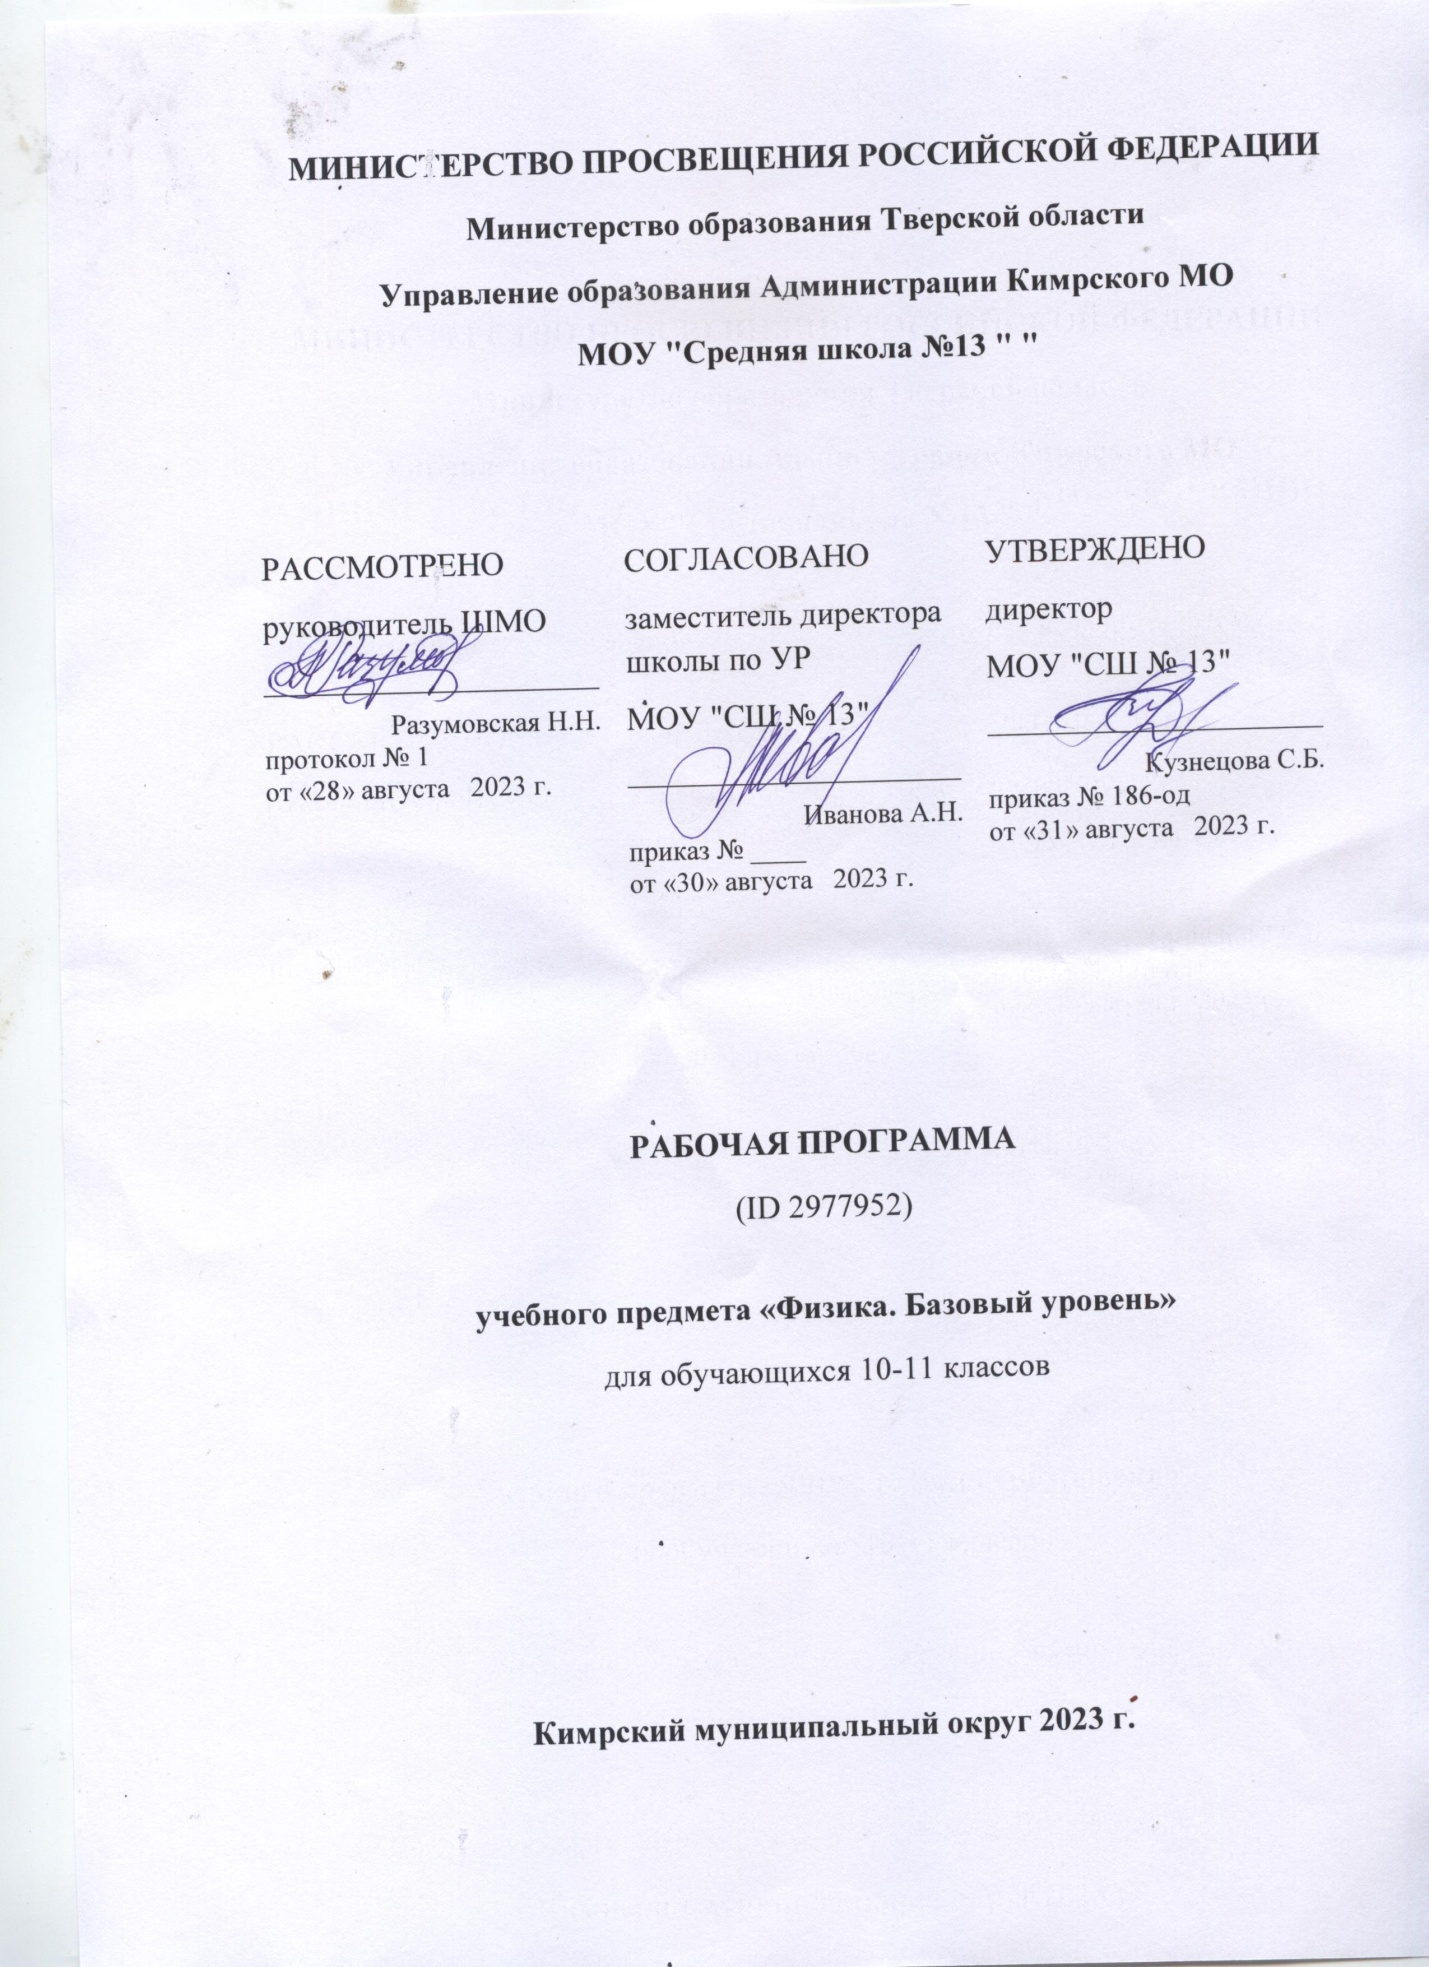 МИНИСТЕРСТВО ПРОСВЕЩЕНИЯ РОССИЙСКОЙ ФЕДЕРАЦИИ
Министерство образования Тверской области
Управление образования Администрации Кимрского МО
МОУ "Средняя школа №13 " "
РАССМОТРЕНО
руководитель ШМО
Разумовская Н.Н.
протокол № 1
от «28» августа 2023 г.
СОГЛАСОВАНО
заместитель директора
школы по УР
МОУ "СШ № 13"
Иванова А.Н.
приказ № ____
от «30» августа 2023 г.
УТВЕРЖДЕНО
директор
МОУ "СШ № 13"
Кузнецова С.Б.
приказ № 186-од
от «31» августа 2023 г.
РАБОЧАЯ ПРОГРАММА
(ID 2977952)
учебного предмета «Физика. Базовый уровень»
для обучающихся 10-11 классов
Кимрский муниципальный округ 2023 г.